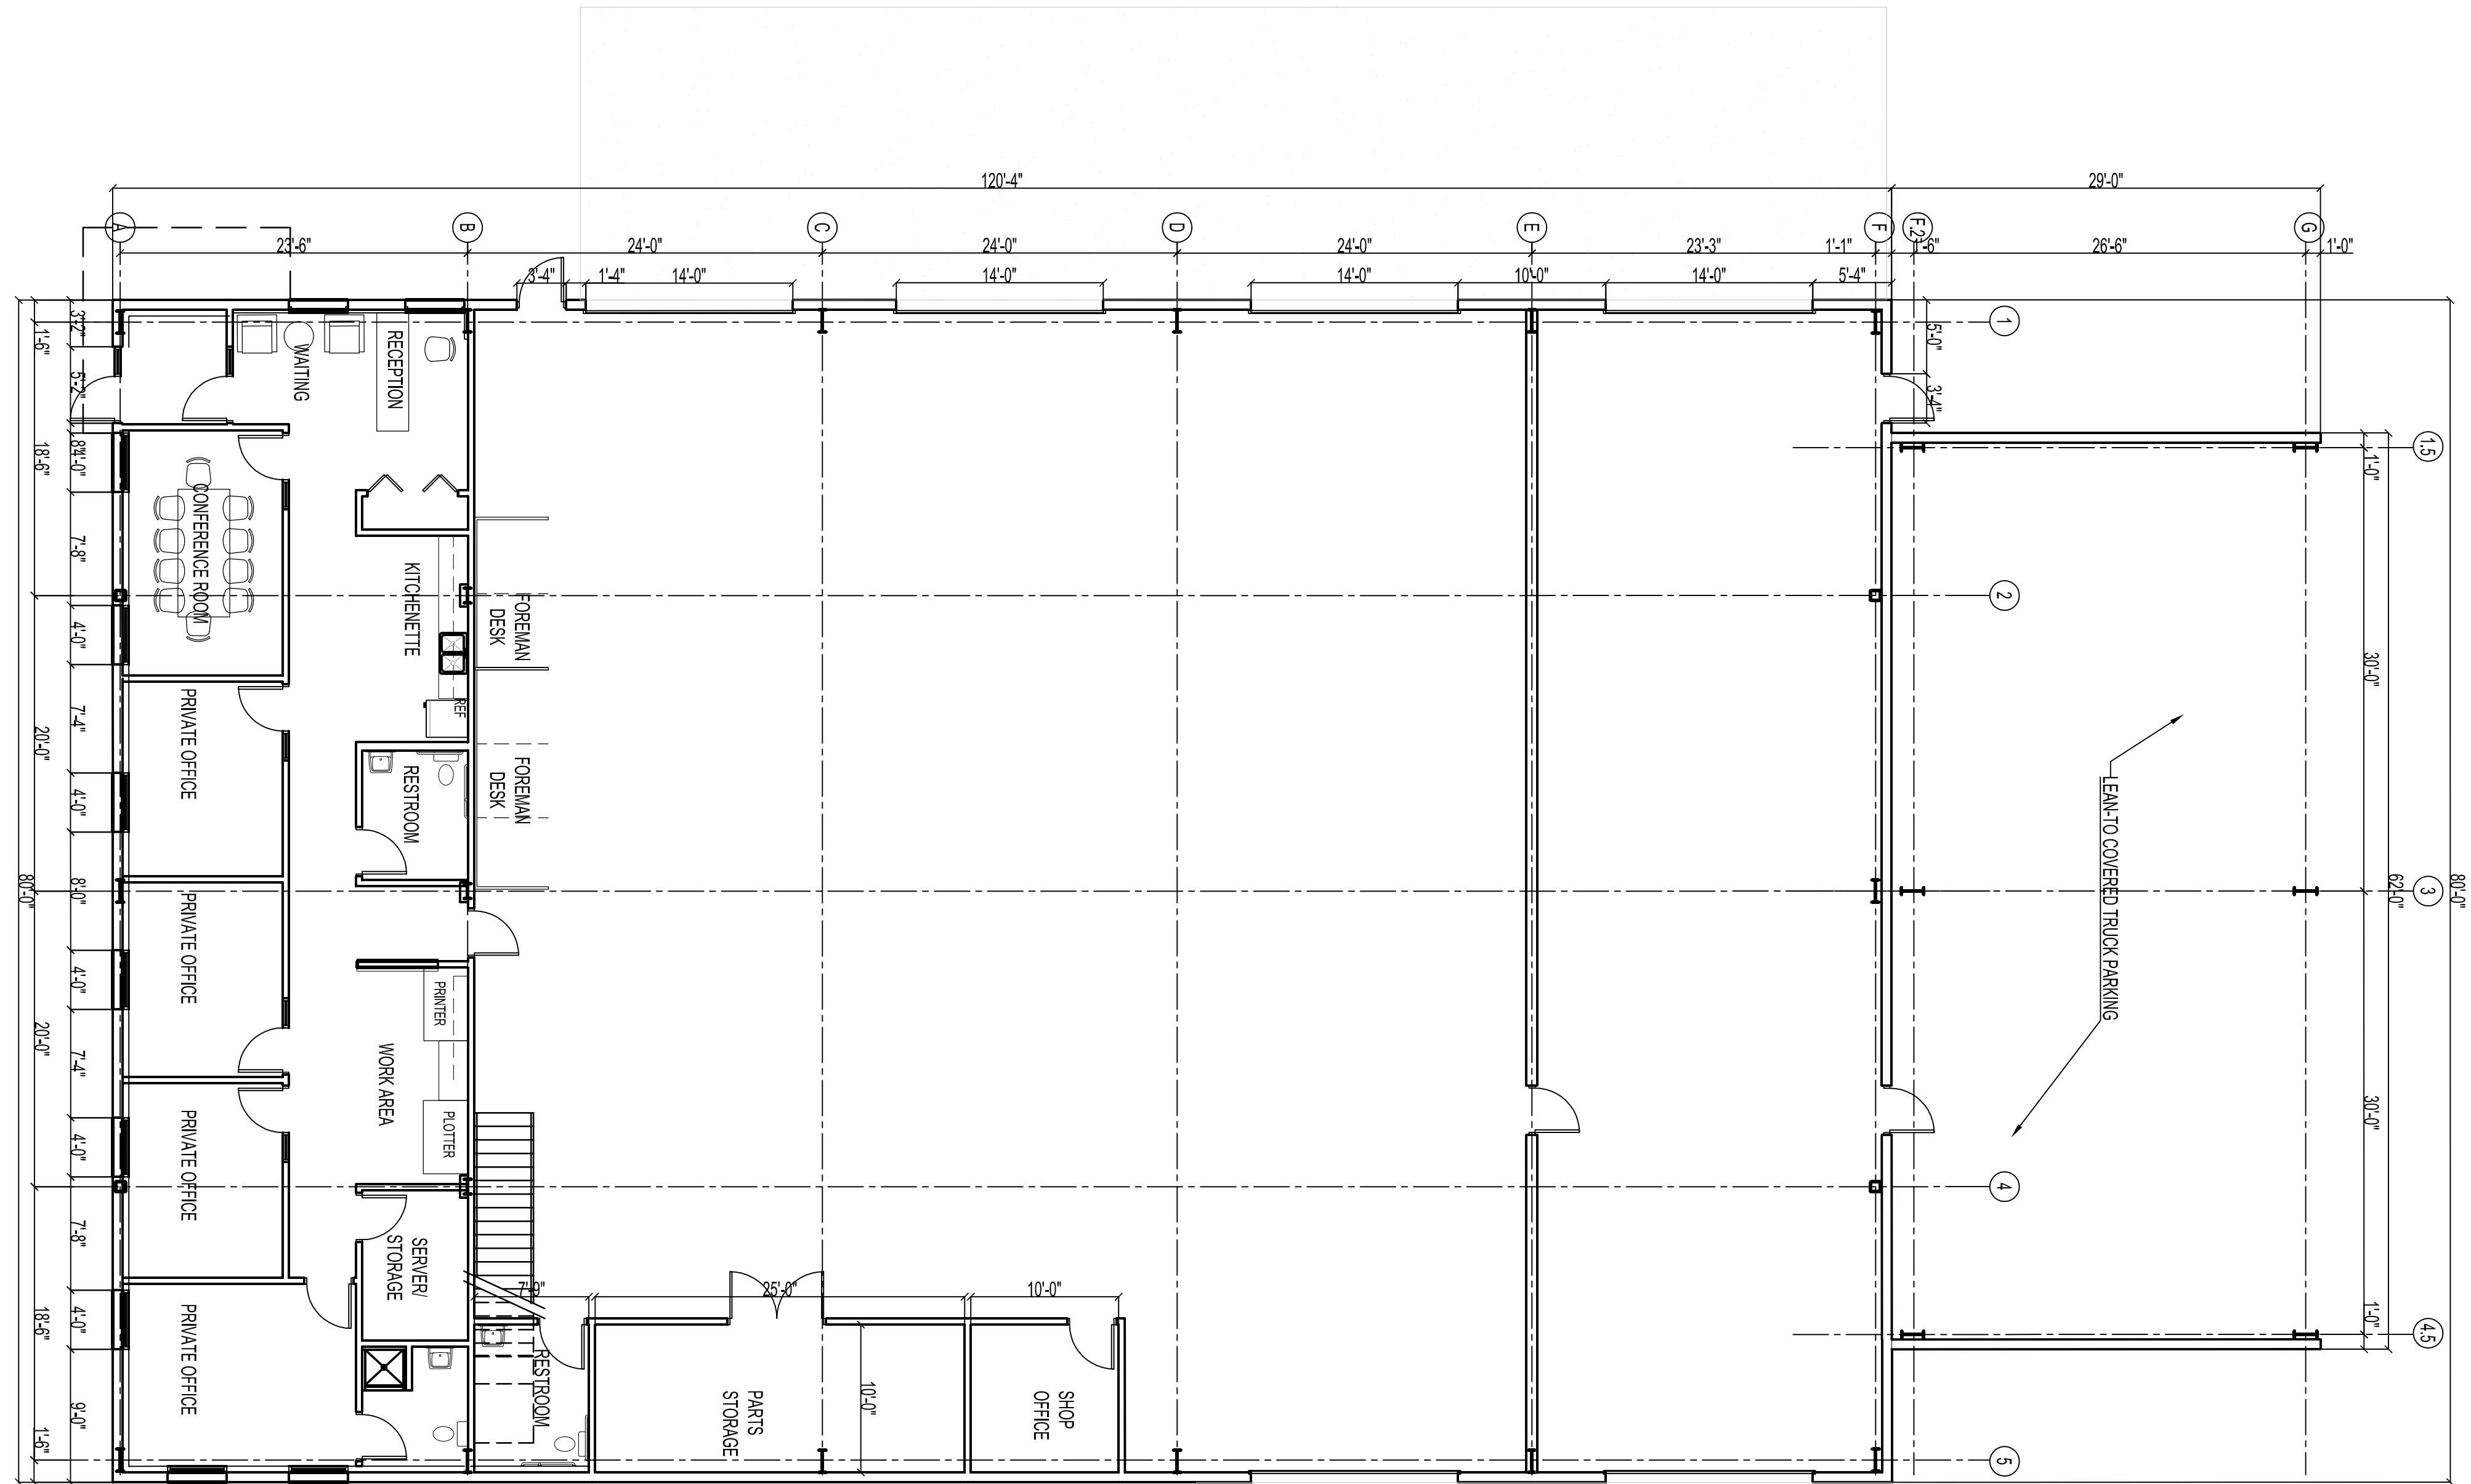 120'-4"
29'-0"
A
B
C
D
E
F
F.2
G
23'-6"
24'-0"
24'-0"
24'-0"
23'-3"
1'-1"
1'-6"
26'-6"
1'-0"
3'-4"
1'-4"
14'-0"
14'-0"
14'-0"
10'-0"
14'-0"
5'-4"
1
1.5
2
3
4
4.5
5
5'-0"
3'-4"
1'-0"
30'-0"
30'-0"
1'-0"
62'-0"
80'-0"
1'-6"
18'-6"
20'-0"
20'-0"
18'-6"
1'-6"
80'-0"
3'-2"
5'-2"
8"
4'-0"
7'-8"
4'-0"
7'-4"
4'-0"
8'-0"
4'-0"
7'-4"
4'-0"
7'-8"
4'-0"
9'-0"
WAITING
RECEPTION
CONFERENCE ROOM
KITCHENETTE
REF
FOREMAN
DESK
FOREMAN
DESK
PRIVATE OFFICE
RESTROOM
PRIVATE OFFICE
PRINTER
WORK AREA
PLOTTER
PRIVATE OFFICE
SERVER/
STORAGE
PRIVATE OFFICE
7'-9"
25'-0"
10'-0"
RESTROOM
PARTS
STORAGE
10'-0"
SHOP
OFFICE
LEAN-TO COVERED TRUCK PARKING